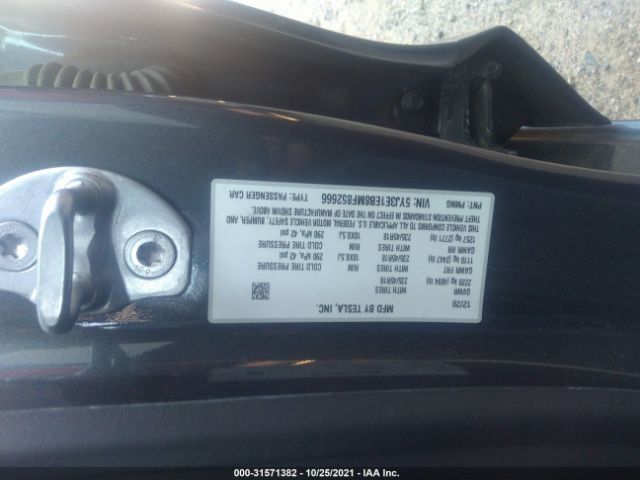 MFD BY TESLA, INC.
12/20
GVWR
2220 kg (4894 lb)
GAWR FRT
1110 kg (2447 lb) WITH TIRES 235/45R18 RIM 18X8.5J COLD TIRE PRESSURE 290 kPa, 42 psi
GAWR RR
1257 kg (2771 lb) WITH TIRES 235/45R18 RIM 18X8.5J COLD TIRE PRESSURE 290 kPa, 42 psi
THIS VEHICLE CONFORMS TO ALL APPLICABLE U.S. FEDERAL MOTOR VEHICLE SAFETY, BUMPER, AND
THEFT PREVENTION STANDARDS IN EFFECT ON THE DATE OF MANUFACTURE SHOWN ABOVE.
VIN: 5YJ3E1EB8MF852666 TYPE: PASSENGER CAR
PNT: PMNG
000-31571382 - 10/25/2021 - IAA Inc.